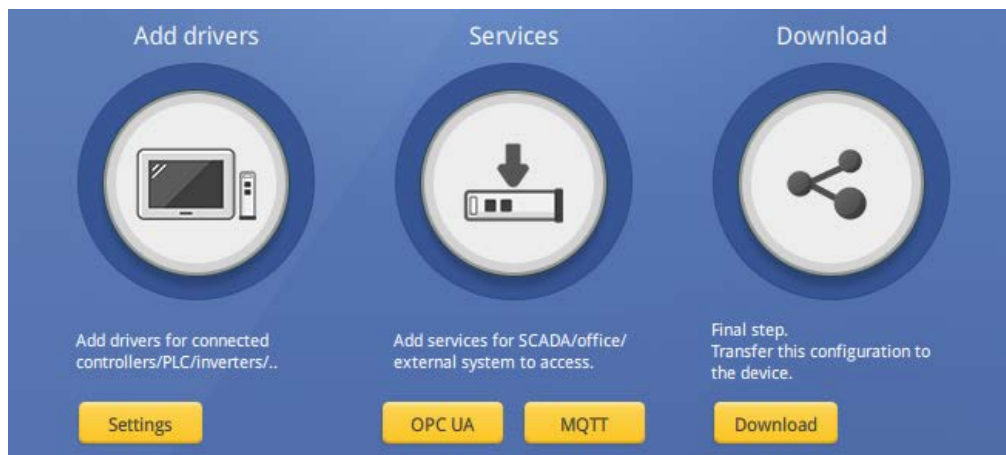 Add drivers
Add drivers for connected
controllers/PLC/inverters/..
Settings
Services
Add services for SCADA/office/
external system to access.
OPC UA
MQTT
Download
Final step.
Transfer this configuration to
the device.
Download